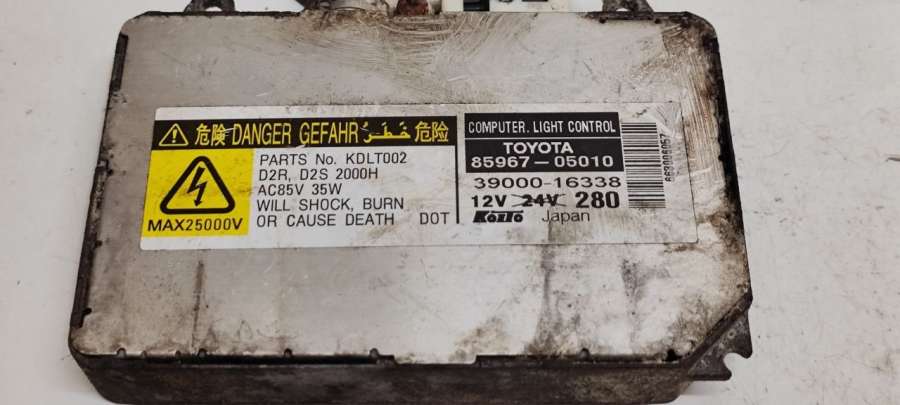 危険 DANGER GEFAHR خطر 危险
PARTS No. KDLT002
D2R, D2S 2000H
AC85V 35W
WILL SHOCK, BURN
OR CAUSE DEATH DOT
MAX25000V
COMPUTER. LIGHT CONTROL
TOYOTA
85967-05010
39000-16338
12V 24V 280
Koito Japan